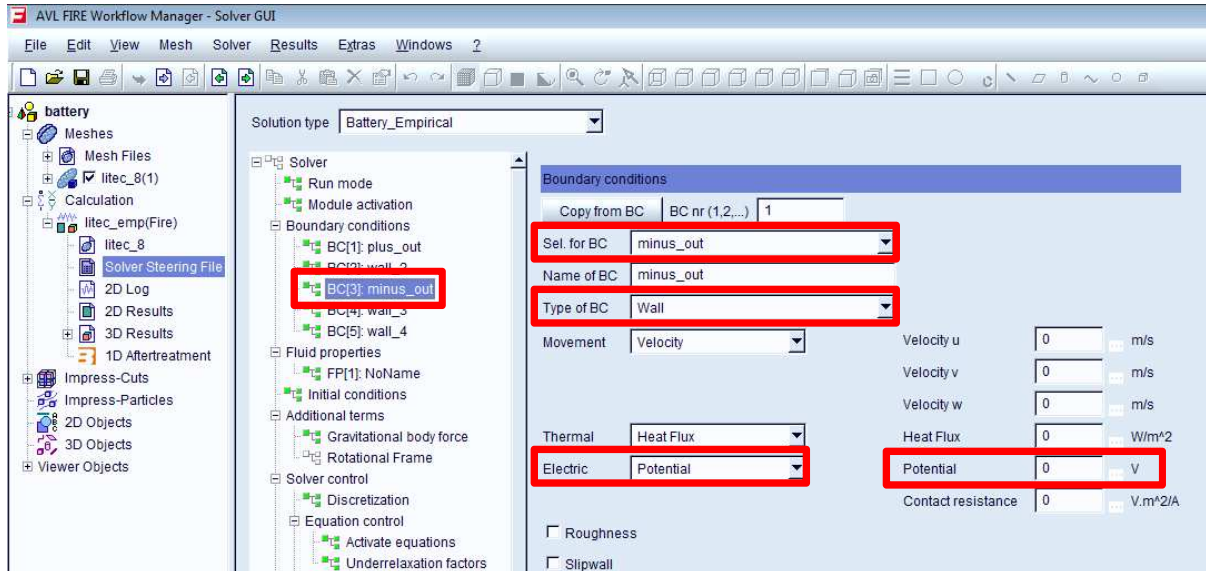 AVL FIRE Workflow Manager - Solver GUI
File Edit View Mesh Solver Results Extras Windows ?
battery
Meshes
Mesh Files
litec_8(1)
Calculation
litec_emp(Fire)
litec_8
Solver Steering File
2D Log
2D Results
3D Results
1D Aftertreatment
Impress-Cuts
Impress-Particles
2D Objects
3D Objects
Viewer Objects
Solution type Battery_Empirical
Solver
Run mode
Module activation
Boundary conditions
BC[1]: plus_out
BC[2]: wall_2
BC[3]: minus_out
BC[4]: wall_3
BC[5]: wall_4
Fluid properties
FP[1]: NoName
Initial conditions
Additional terms
Gravitational body force
Rotational Frame
Solver control
Discretization
Equation control
Activate equations
Underrelaxation factors
Boundary conditions
Copy from BC BC nr (1,2,...) 1
Sel. for BC minus_out
Name of BC minus_out
Type of BC Wall
Movement Velocity Velocity u 0 ... m/s
Velocity v 0 ... m/s
Velocity w 0 ... m/s
Thermal Heat Flux Heat Flux 0 ... W/m^2
Electric Potential Potential 0 ... V
Contact resistance 0 ... V.m^2/A
Roughness
Slipwall